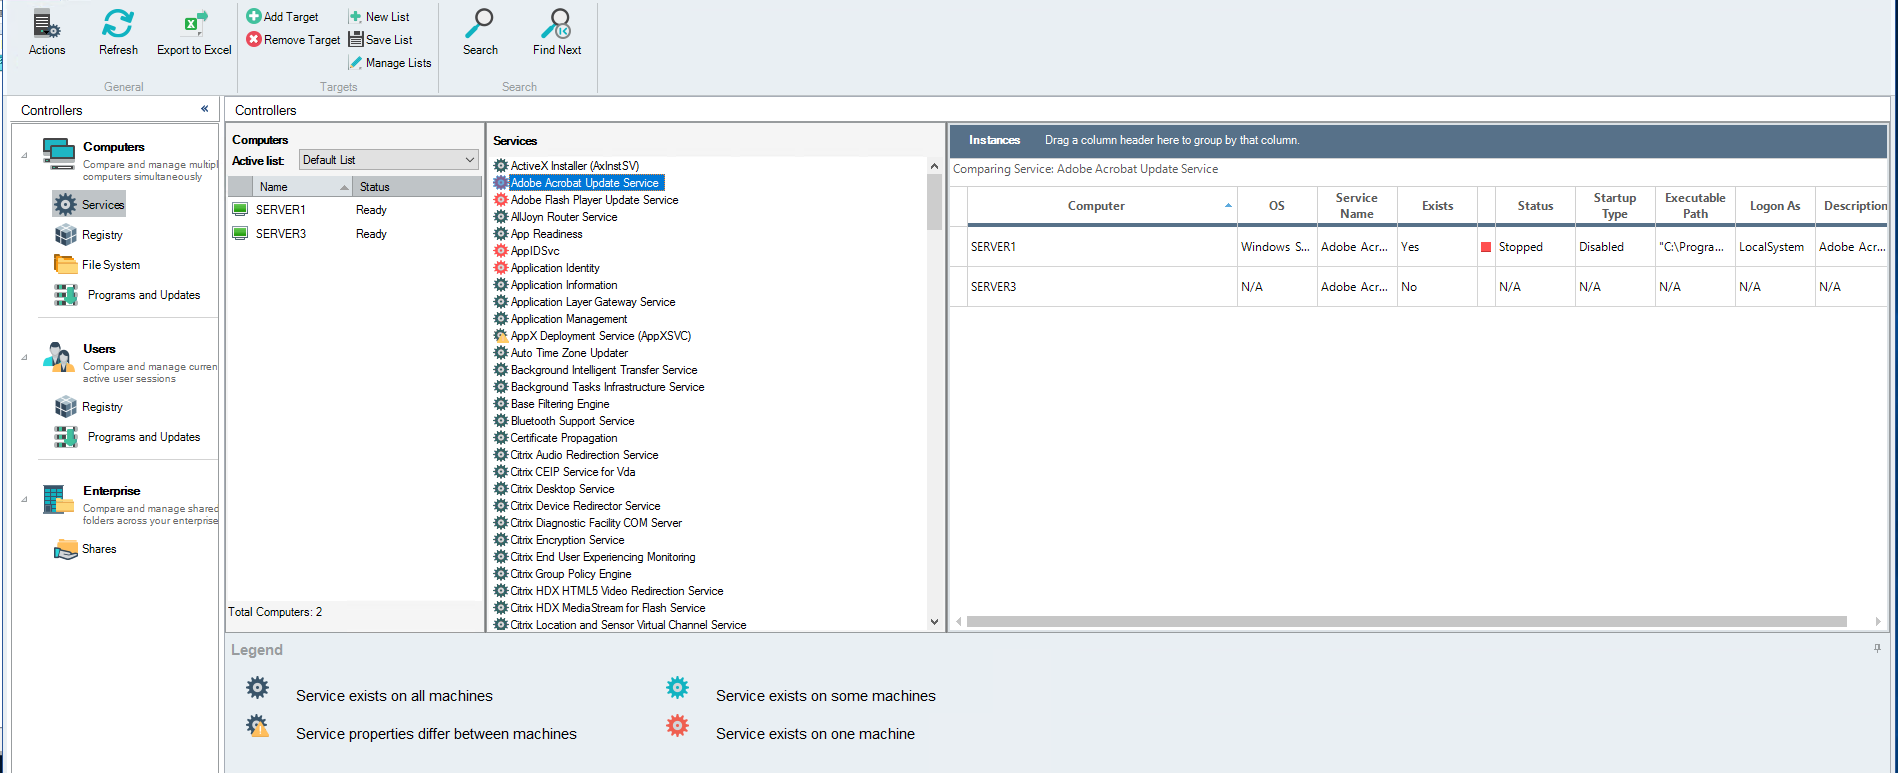 Actions
Refresh
Export to Excel
General
Add Target
Remove Target
New List
Save List
Manage Lists
Targets
Search
Find Next
Search
Controllers «
Computers
Compare and manage multipl
computers simultaneously
Services
Registry
File System
Programs and Updates
Users
Compare and manage curren
active user sessions
Registry
Programs and Updates
Enterprise
Compare and manage shared
folders across your enterprise
Shares
Controllers
Computers
Active list: Default List
Name Status
SERVER1 Ready
SERVER3 Ready
Total Computers: 2
Services
ActiveX Installer (AxInstSV)
Adobe Acrobat Update Service
Adobe Flash Player Update Service
AllJoyn Router Service
App Readiness
AppIDSvc
Application Identity
Application Information
Application Layer Gateway Service
Application Management
AppX Deployment Service (AppXSVC)
Auto Time Zone Updater
Background Intelligent Transfer Service
Background Tasks Infrastructure Service
Base Filtering Engine
Bluetooth Support Service
Certificate Propagation
Citrix Audio Redirection Service
Citrix CEIP Service for Vda
Citrix Desktop Service
Citrix Device Redirector Service
Citrix Diagnostic Facility COM Server
Citrix Encryption Service
Citrix End User Experiencing Monitoring
Citrix Group Policy Engine
Citrix HDX HTML5 Video Redirection Service
Citrix HDX MediaStream for Flash Service
Citrix Location and Sensor Virtual Channel Service
Instances Drag a column header here to group by that column.
Comparing Service: Adobe Acrobat Update Service
Computer OS Service Name Exists Status Startup Type Executable Path Logon As Description
SERVER1 Windows S... Adobe Acr... Yes Stopped Disabled "C:\Progra... LocalSystem Adobe Acr...
SERVER3 N/A Adobe Acr... No N/A N/A N/A N/A N/A
Legend
Service exists on all machines
Service exists on some machines
Service properties differ between machines
Service exists on one machine